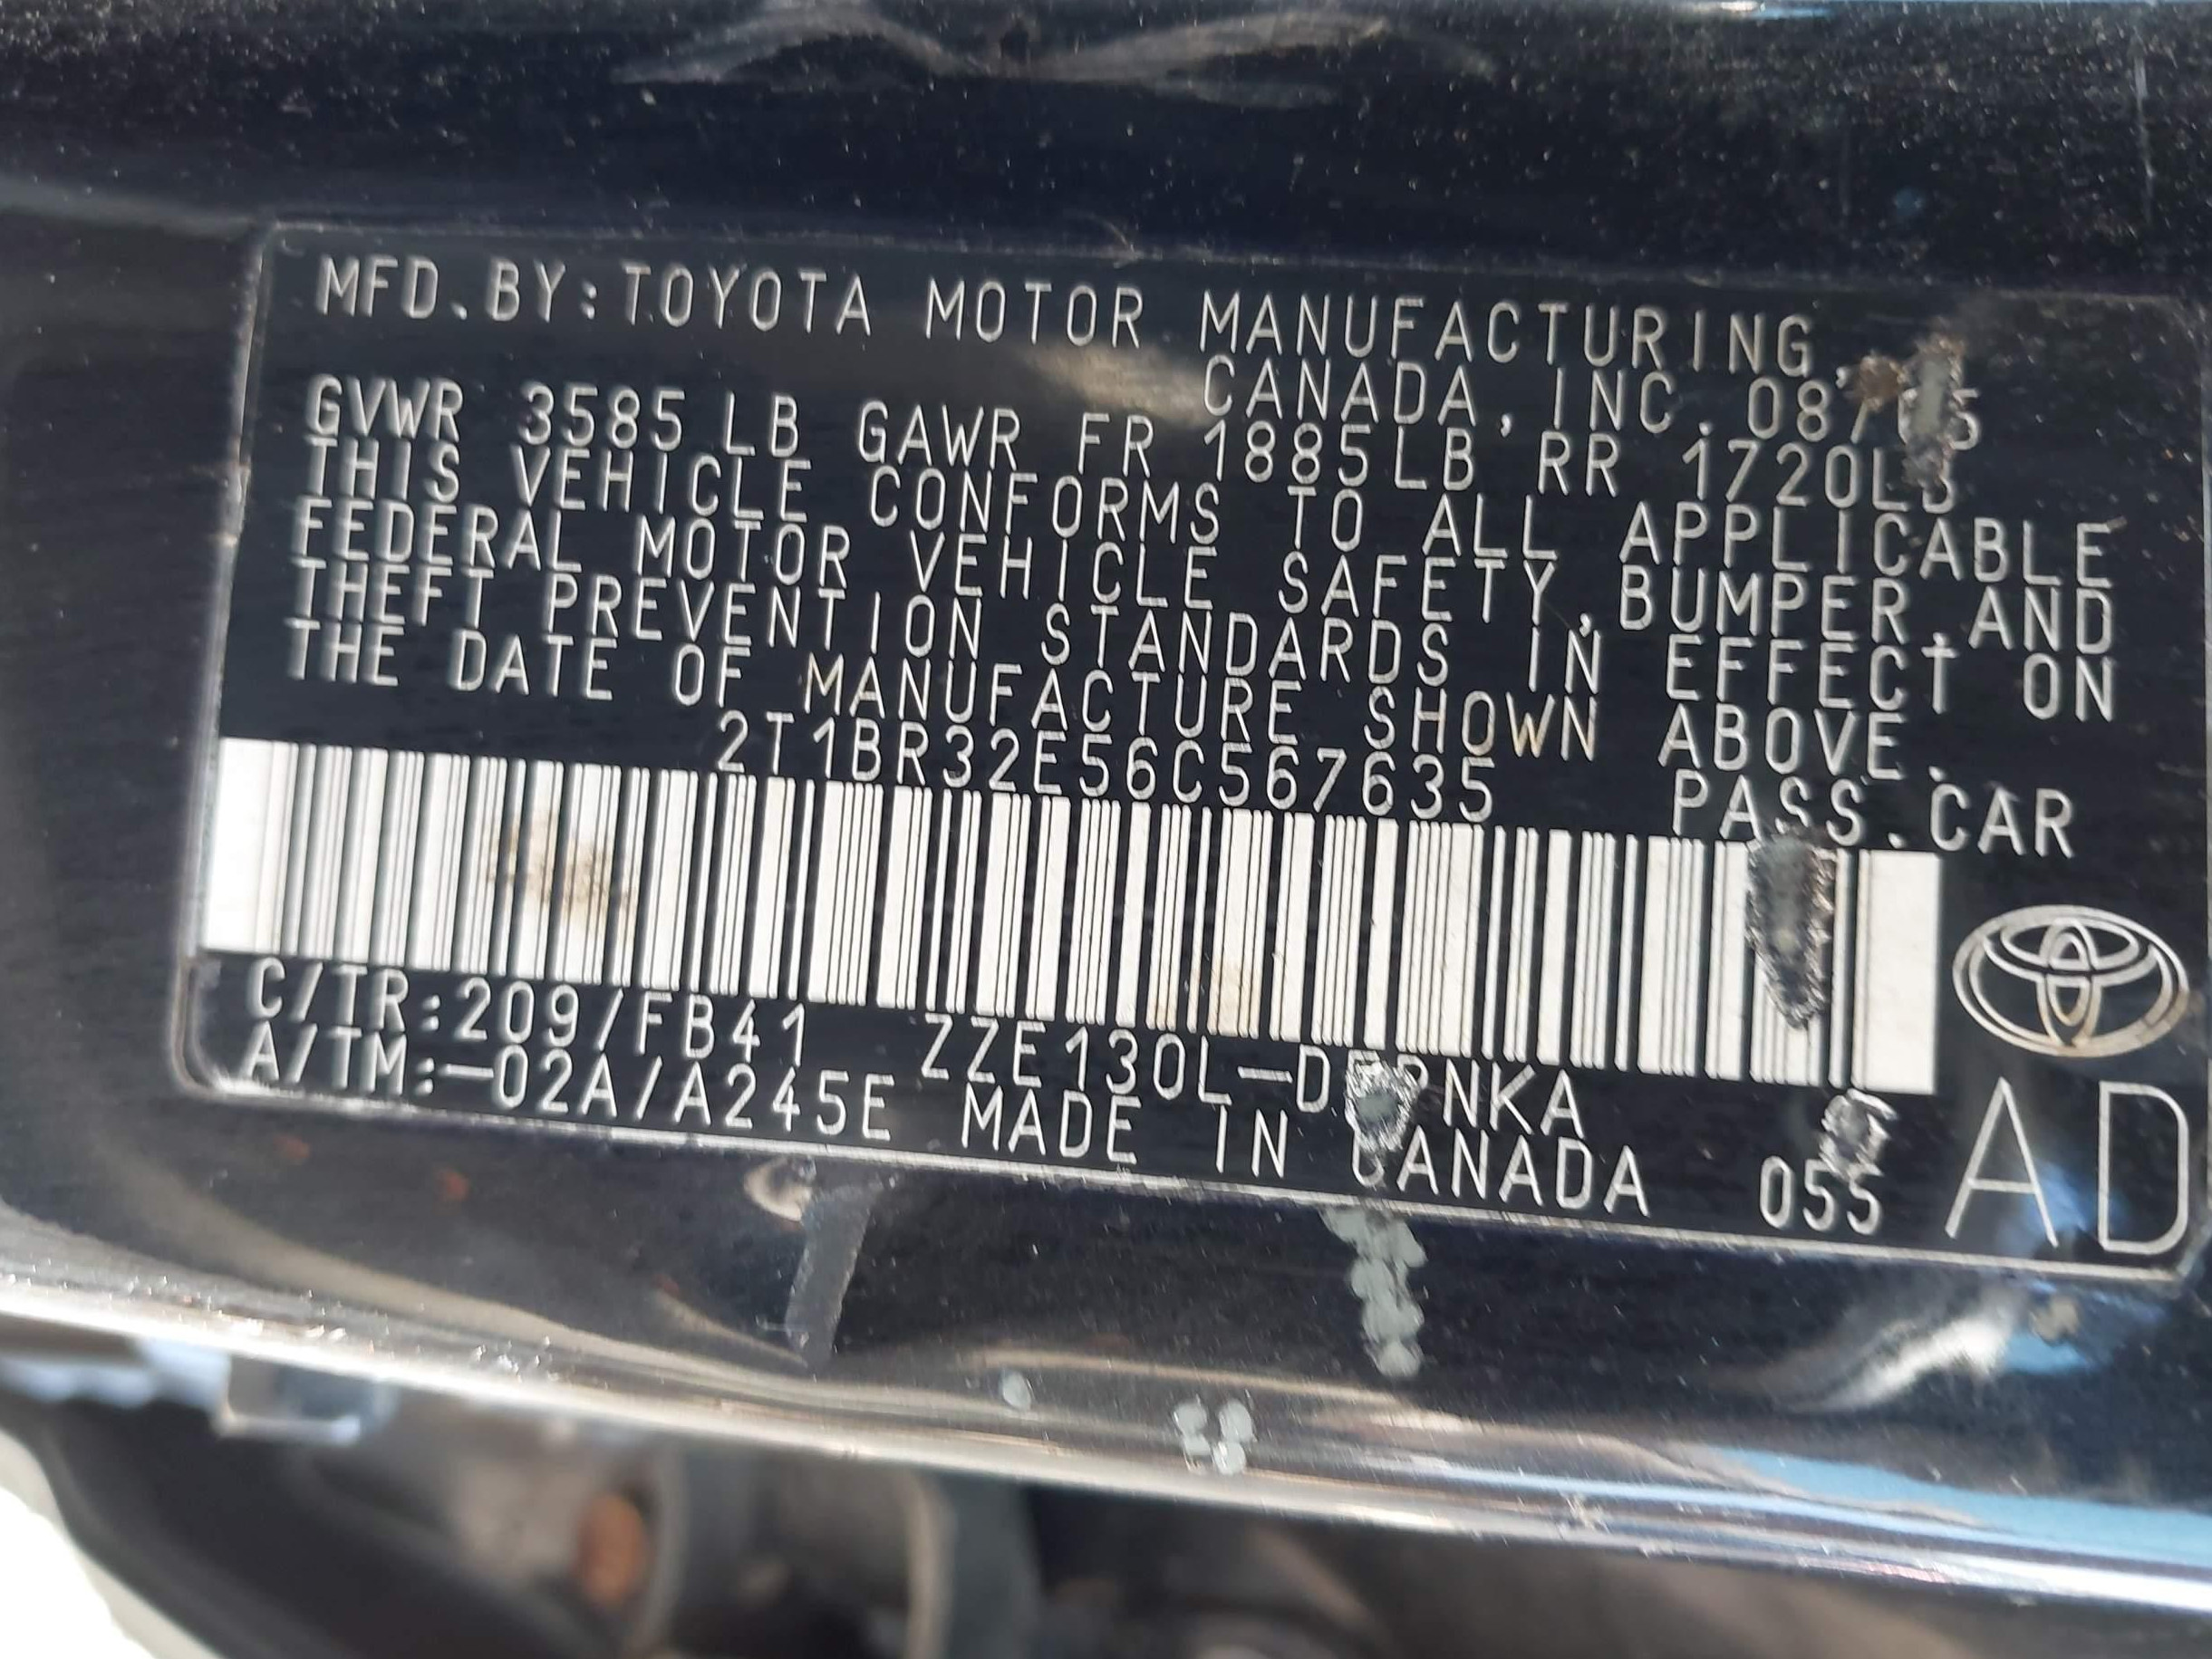 MFD.BY:TOYOTA MOTOR MANUFACTURING,
CANADA, INC.
GVWR 3585 LB GAWR FR 1885LB RR 1720LB
THIS VEHICLE CONFORMS TO ALL APPLICABLE
FEDERAL MOTOR VEHICLE SAFETY,BUMPER,AND
THEFT PREVENTION STANDARDS IN EFFECT ON
THE DATE OF MANUFACTURE SHOWN ABOVE.
2T1BR32E56C567635 PASS.CAR
C/TR:209/FB41
A/TM:-02A/A245E MADE IN CANADA 055
AD